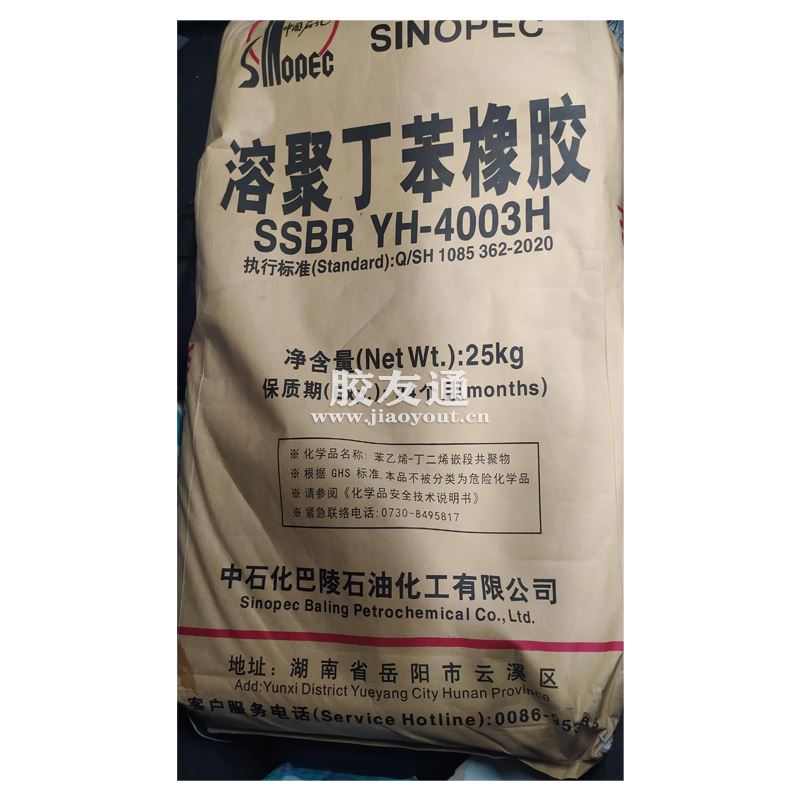 中国石化
SINOPEC
SINOPEC
溶聚丁苯橡胶
SSBR YH-4003H
执行标准(Standard):Q/SH 1085 362-2020
净含量(Net Wt.):25kg
保质期(
months)
胶友通
www.jiaoyout.cn
※ 化学品名称: 苯乙烯-丁二烯嵌段共聚物
※ 根据 GHS 标准,本品不被分类为危险化学品
※ 请参阅《化学品安全技术说明书》
※ 紧急联络电话:0730-8495817
中石化巴陵石油化工有限公司
Sinopec Baling Petrochemical Co., Ltd.
地址: 湖南省岳阳市云溪区
Add:Yunxi District Yueyang City Hunan Province
客户服务电话(Service Hotline):0086-